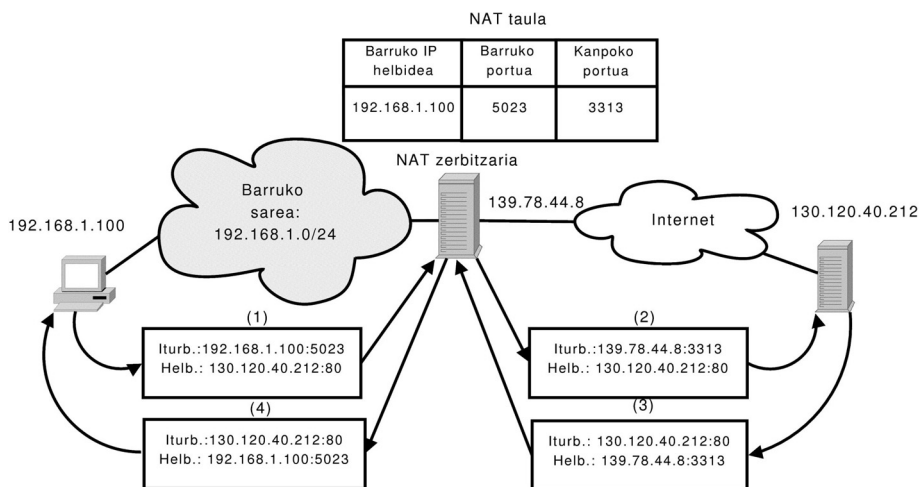 NAT taula
Barruko IP
helbidea
Barruko
portua
Kanpoko
portua
192.168.1.100
5023
3313
NAT zerbitzaria
Barruko
sarea:
192.168.1.0/24
139.78.44.8
Internet
130.120.40.212
192.168.1.100
(1)
Iturb.:192.168.1.100:5023
Helb.: 130.120.40.212:80
(2)
Iturb.:139.78.44.8:3313
Helb.: 130.120.40.212:80
(4)
Iturb.:130.120.40.212:80
Helb.: 192.168.1.100:5023
(3)
Iturb.: 130.120.40.212:80
Helb.: 139.78.44.8:3313